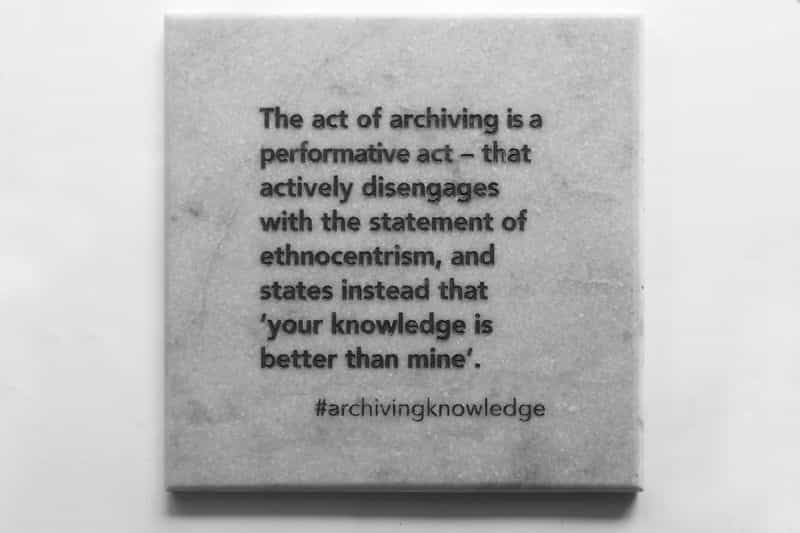 The act of archiving is a
performative act – that
actively disengages
with the statement of
ethnocentrism, and
states instead that
‘your knowledge is
better than mine’.
#archivingknowledge